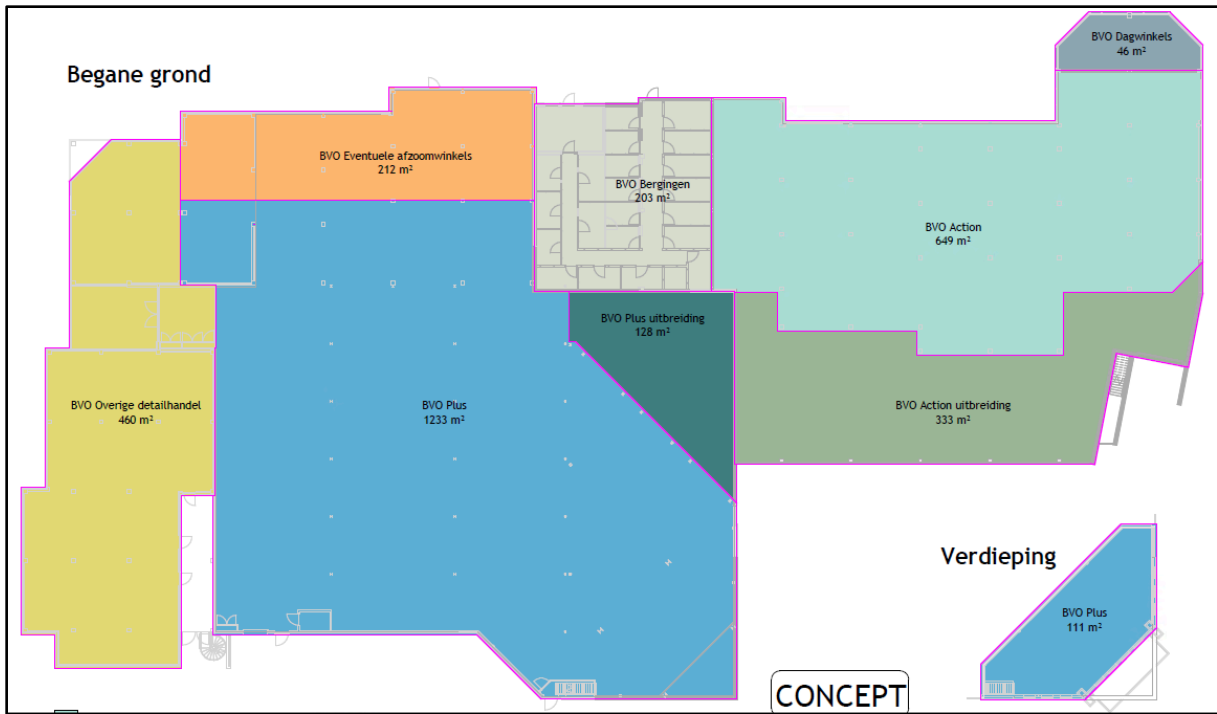 Begane grond
BVO Dagwinkels
46 m²
BVO Eventuele afzoomwinkels
212 m²
BVO Bergingen
203 m²
BVO Action
649 m²
BVO Plus uitbreiding
128 m²
BVO Overige detailhandel
460 m²
BVO Plus
1233 m²
BVO Action uitbreiding
333 m²
Verdieping
BVO Plus
111 m²
CONCEPT